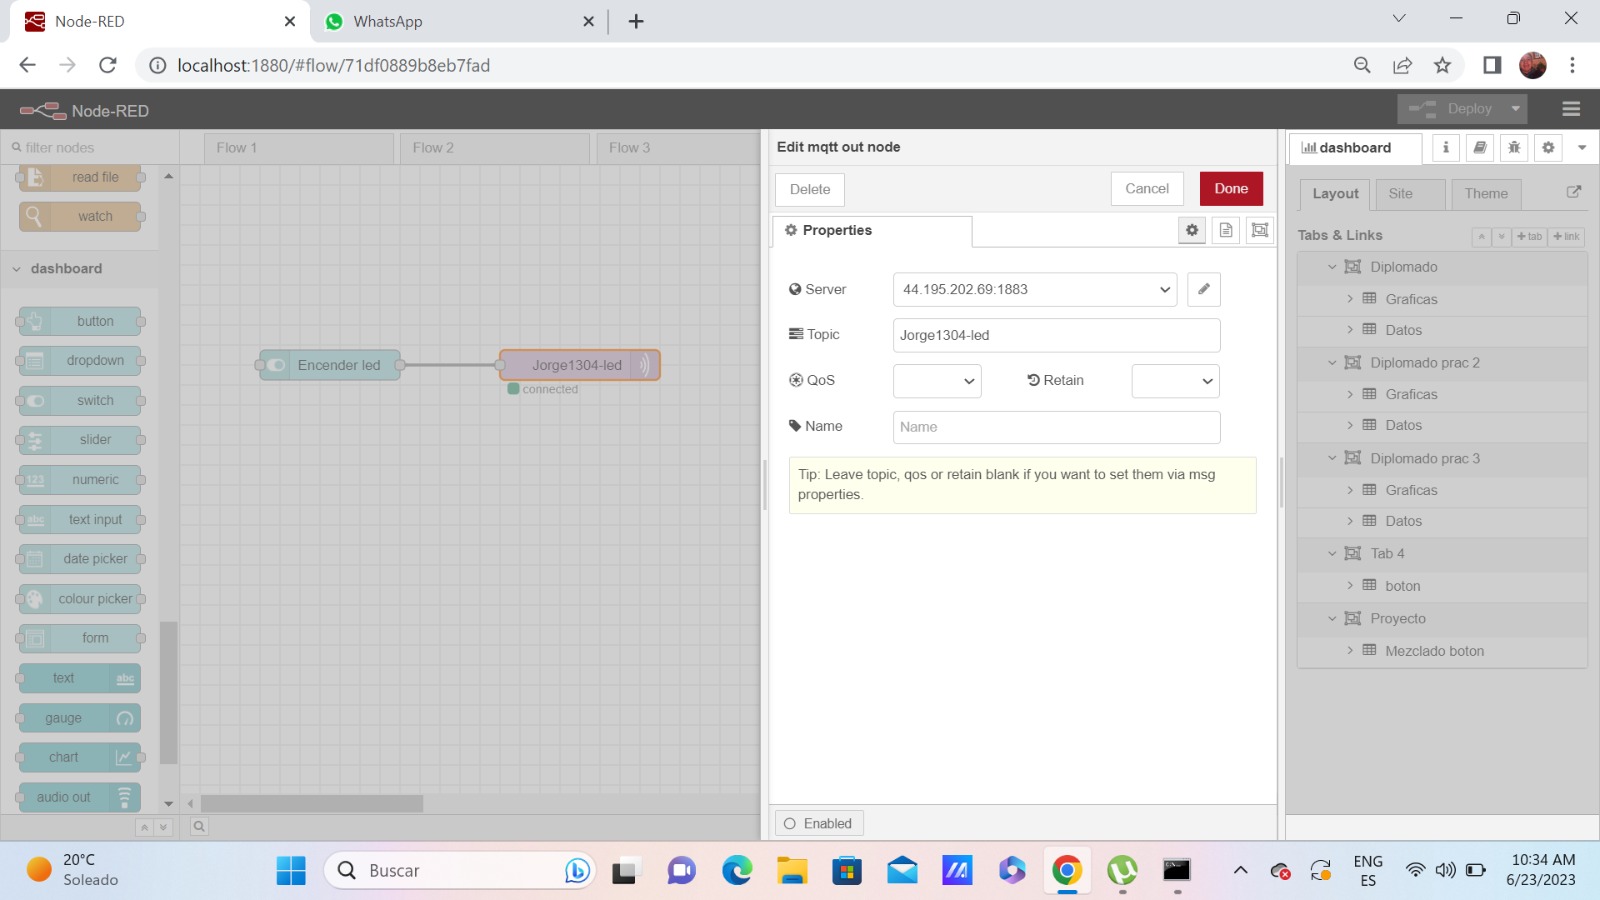 Node-RED
WhatsApp
localhost:1880/#flow/71df0889b8eb7fad
Node-RED
Deploy
filter nodes
Flow 1
Flow 2
Flow 3
read file
watch
dashboard
button
dropdown
switch
slider
123
numeric
abc
text input
date picker
colour picker
form
text
abc
gauge
chart
audio out
Encender led
Jorge1304-led
connected
Edit mqtt out node
Delete
Cancel
Done
Properties
Server
44.195.202.69:1883
Topic
Jorge1304-led
QoS
Retain
Name
Name
Tip: Leave topic, qos or retain blank if you want to set them via msg
properties.
Enabled
dashboard
i
Layout
Site
Theme
Tabs & Links
+ tab
+ link
Diplomado
Graficas
Datos
Diplomado prac 2
Graficas
Datos
Diplomado prac 3
Graficas
Datos
Tab 4
boton
Proyecto
Mezclado boton
20°C
Soleado
Buscar
ENG
ES
10:34 AM
6/23/2023